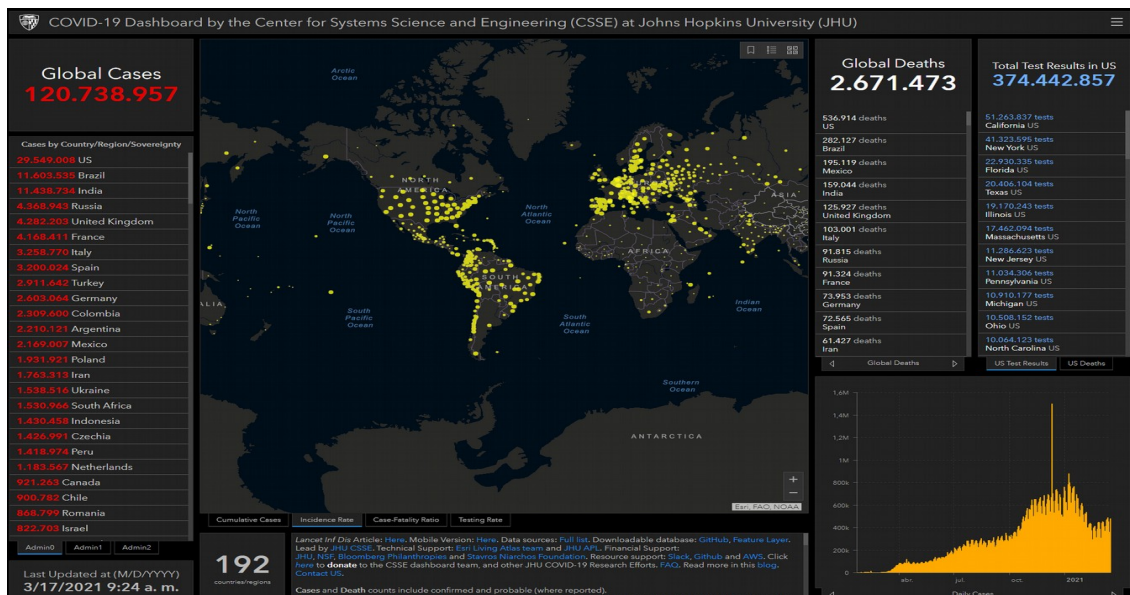 COVID-19 Dashboard by the Center for Systems Science and Engineering (CSSE) at Johns Hopkins University (JHU)
Global Cases
120.738.957
Cases by Country/Region/Sovereignty
29.549.008 US
11.603.535 Brazil
11.438.734 India
4.368.943 Russia
4.282.203 United Kingdom
4.168.411 France
3.258.770 Italy
3.200.024 Spain
2.911.642 Turkey
2.603.064 Germany
2.309.600 Colombia
2.210.121 Argentina
2.169.007 Mexico
1.931.921 Poland
1.763.313 Iran
1.538.516 Ukraine
1.530.966 South Africa
1.430.458 Indonesia
1.426.991 Czechia
1.418.974 Peru
1.183.567 Netherlands
921.263 Canada
900.782 Chile
868.799 Romania
822.703 Israel
Admin0 Admin1 Admin2
Last Updated at (M/D/YYYY)
3/17/2021 9:24 a. m.
Arctic
Ocean
NORTH
AMERICA
ASIA
North
Pacific
Ocean
North
Pacific
Ocean
North
Atlantic
Ocean
AFRICA
SOUTH
AMERICA
ALIA
Indian
Ocean
South
Pacific
Ocean
South
Atlantic
Ocean
Southern
Ocean
ANTARCTICA
+
−
Esri, FAO, NOAA
Cumulative Cases Incidence Rate Case-Fatality Ratio Testing Rate
192
countries/regions
Lancet Inf Dis Article: Here. Mobile Version: Here. Data sources: Full list. Downloadable database: GitHub, Feature Layer.
Lead by JHU CSSE. Technical Support: Esri Living Atlas team and JHU APL. Financial Support:
JHU, NSF, Bloomberg Philanthropies and Stavros Niarchos Foundation. Resource support: Slack, Github and AWS. Click
here to donate to the CSSE dashboard team, and other JHU COVID-19 Research Efforts. FAQ. Read more in this blog.
Contact US.
Cases and Death counts include confirmed and probable (where reported).
Global Deaths
2.671.473
536.914 deaths
US
282.127 deaths
Brazil
195.119 deaths
Mexico
159.044 deaths
India
125.927 deaths
United Kingdom
103.001 deaths
Italy
91.815 deaths
Russia
91.324 deaths
France
73.953 deaths
Germany
72.565 deaths
Spain
61.427 deaths
Iran
Global Deaths
Total Test Results in US
374.442.857
51.263.837 tests
California US
41.323.595 tests
New York US
22.930.335 tests
Florida US
20.406.104 tests
Texas US
19.170.243 tests
Illinois US
17.462.094 tests
Massachusetts US
11.286.623 tests
New Jersey US
11.034.306 tests
Pennsylvania US
10.910.177 tests
Michigan US
10.508.152 tests
Ohio US
10.064.123 tests
North Carolina US
US Test Results US Deaths
1,6M
1,4M
1,2M
1M
800k
600k
400k
200k
0
abr. jul. oct. 2021
Daily Cases